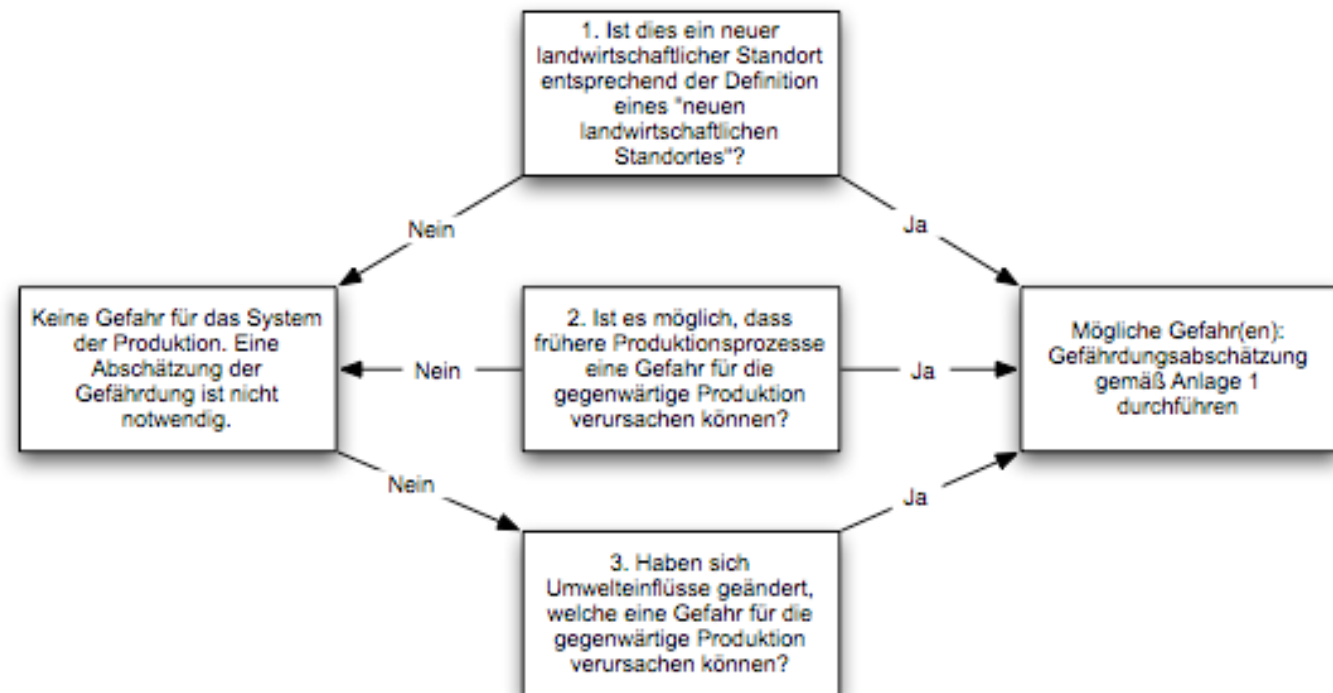 1. Ist dies ein neuer
landwirtschaftlicher Standort
entsprechend der Definition
eines "neuen
landwirtschaftlichen
Standortes"?
Nein
Ja
Keine Gefahr für das System
der Produktion. Eine
Abschätzung der
Gefährdung ist nicht
notwendig.
Nein
2. Ist es möglich, dass
frühere Produktionsprozesse
eine Gefahr für die
gegenwärtige Produktion
verursachen können?
Ja
Mögliche Gefahr(en):
Gefährdungsabschätzung
gemäß Anlage 1
durchführen
Nein
Ja
3. Haben sich
Umwelteinflüsse geändert,
welche eine Gefahr für die
gegenwärtige Produktion
verursachen können?